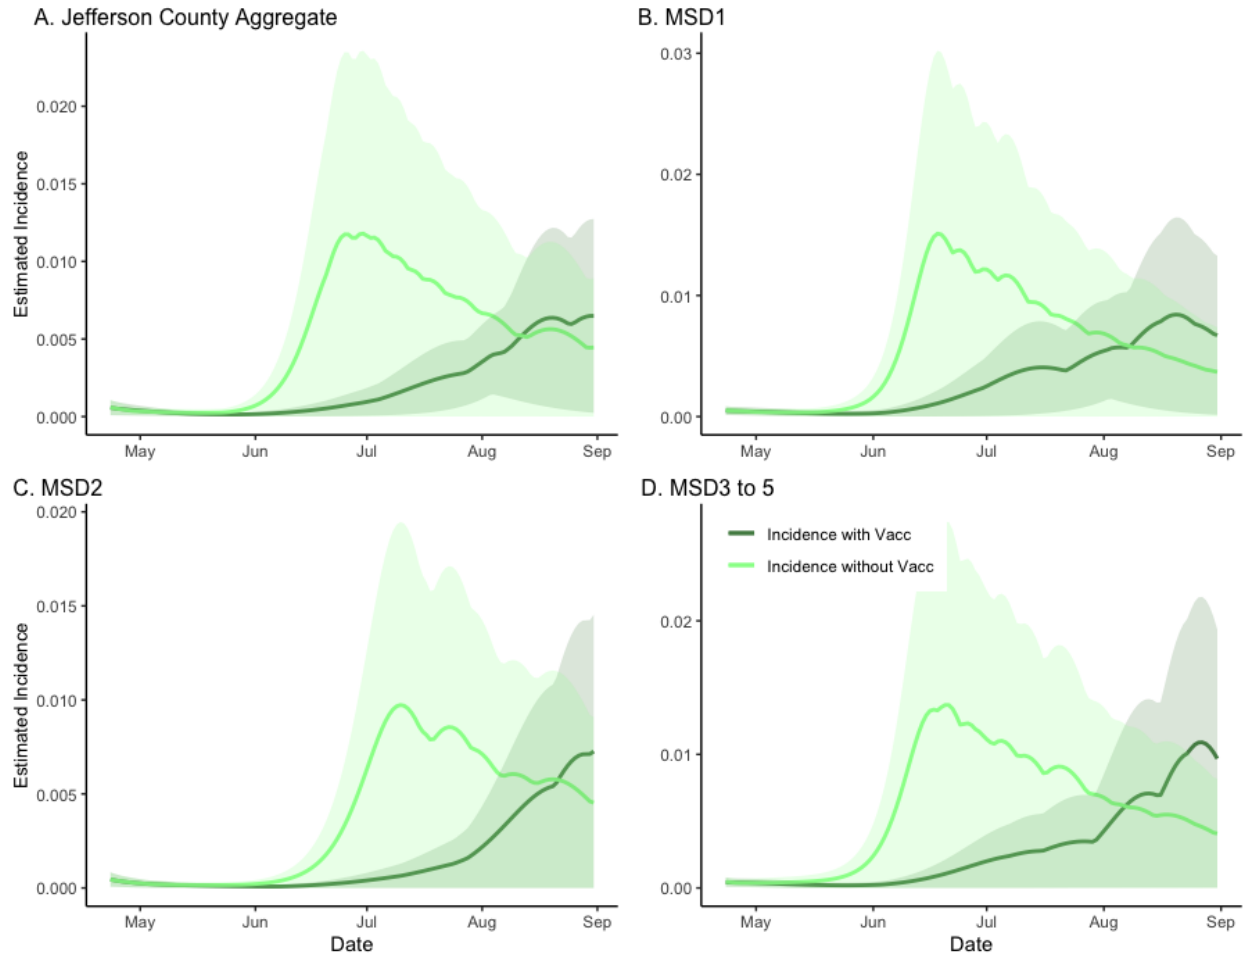 A. Jefferson County Aggregate
Estimated Incidence
0.020
0.015
0.010
0.005
0.000
May Jun Jul Aug Sep
B. MSD1
0.03
0.02
0.01
0.00
May Jun Jul Aug Sep
C. MSD2
Estimated Incidence
0.020
0.015
0.010
0.005
0.000
May Jun Jul Aug Sep
Date
D. MSD3 to 5
Incidence with Vacc
Incidence without Vacc
0.02
0.01
0.00
May Jun Jul Aug Sep
Date